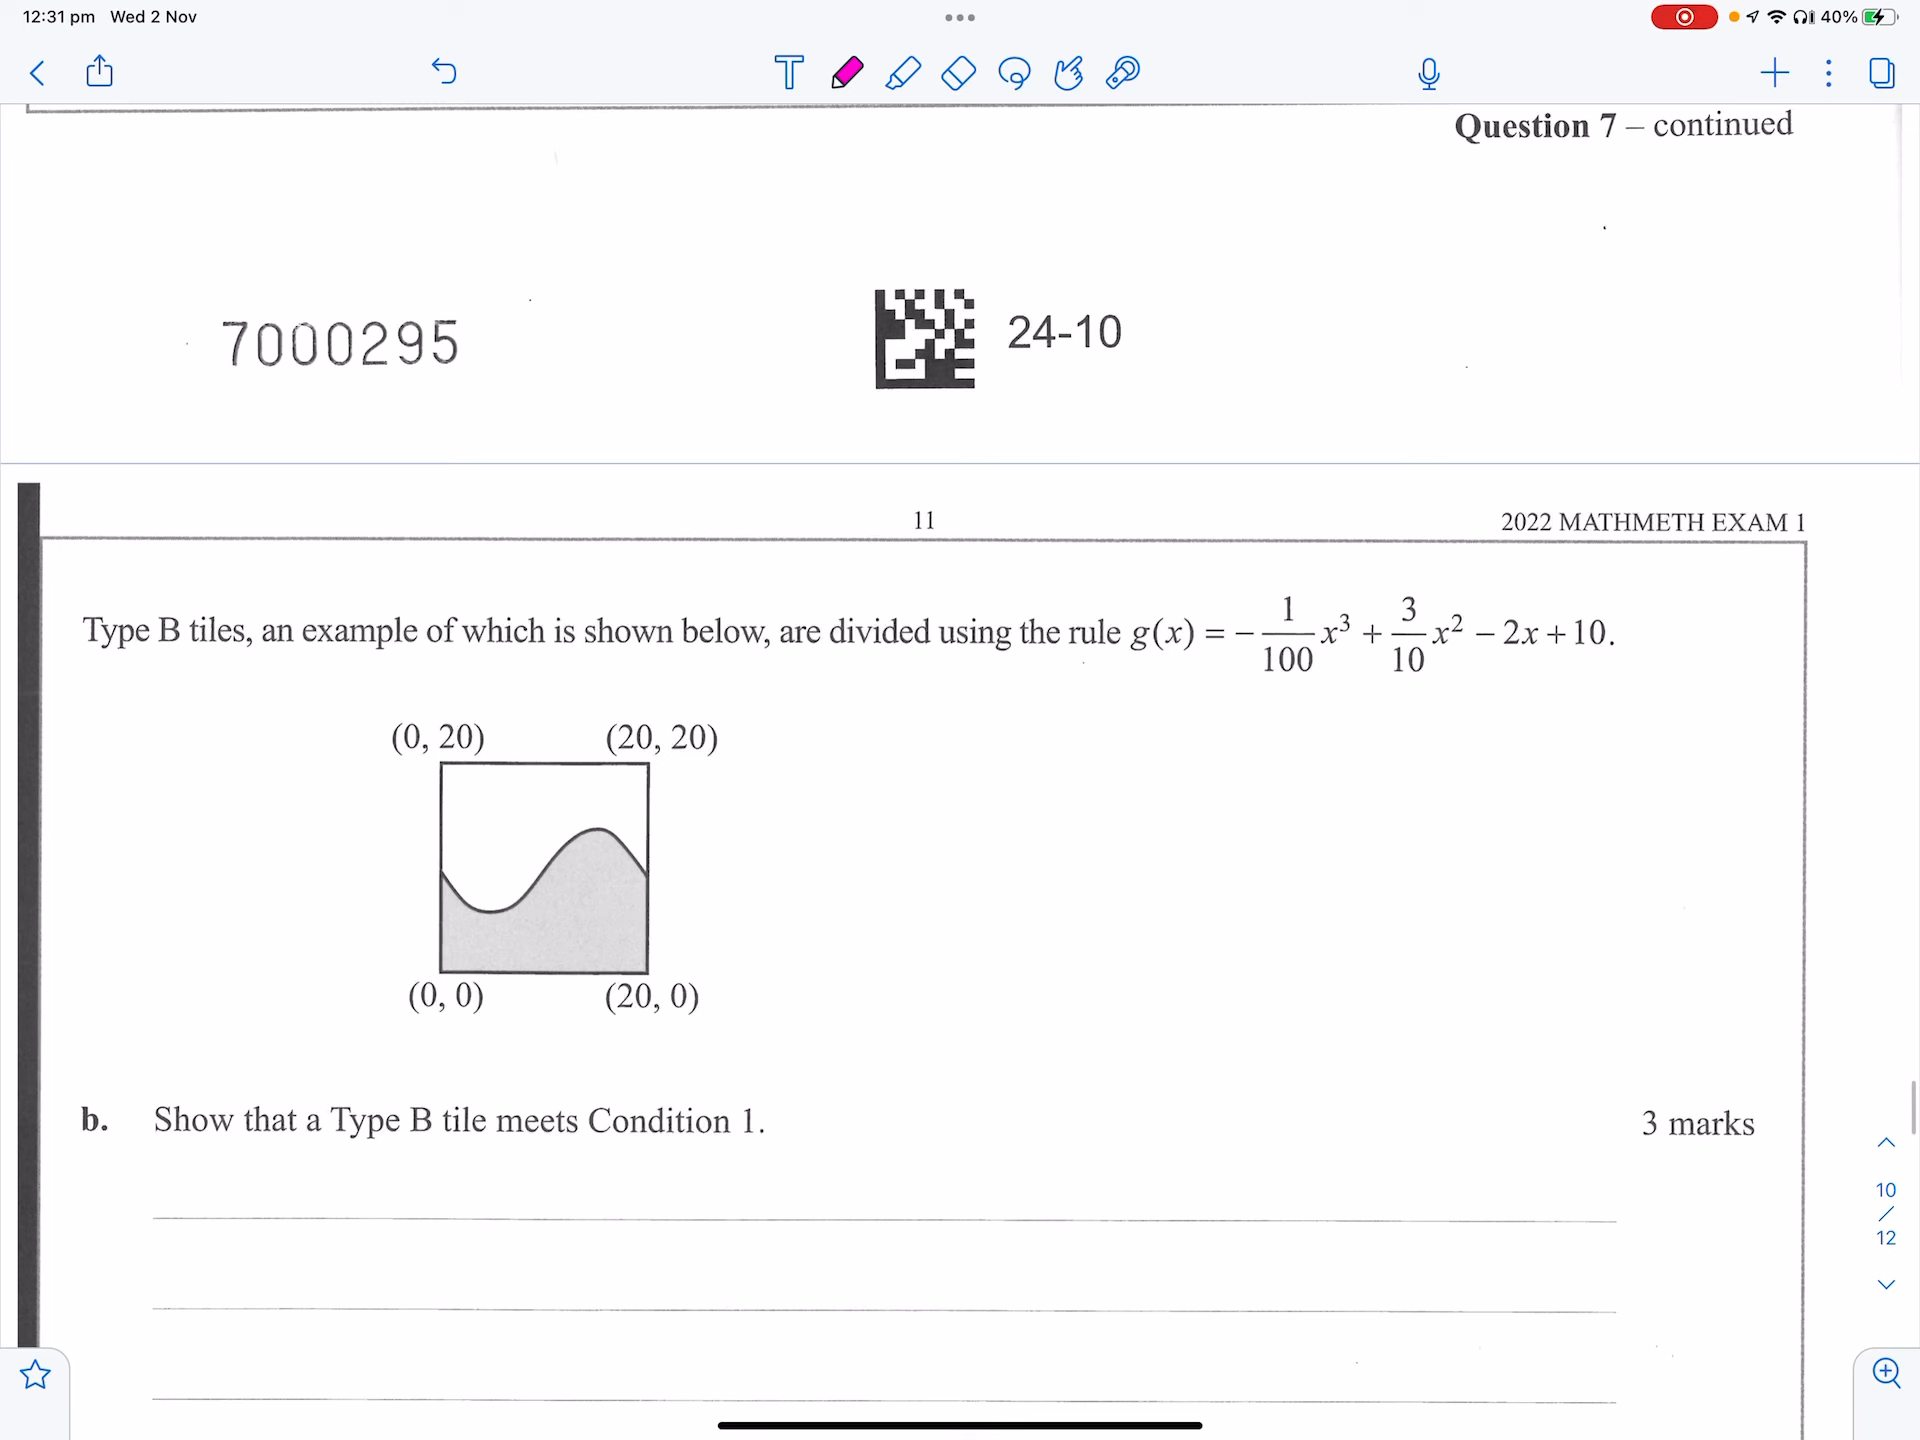 12:31 pm Wed 2 Nov
40%
Question 7 – continued
7000295
24-10
11
2022 MATHMETH EXAM 1
Type B tiles, an example of which is shown below, are divided using the rule g(x) = −1/100 x³ + 3/10 x² − 2x + 10.
(0, 20) (20, 20)
(0, 0) (20, 0)
b. Show that a Type B tile meets Condition 1. 3 marks
10
/
12